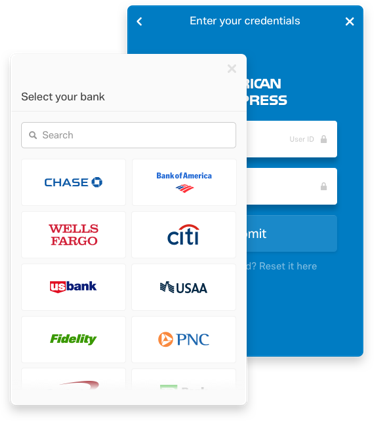 Enter your credentials
RICAN
PRESS
User ID
mit
d? Reset it here
Select your bank
Search
CHASE
Bank of America
WELLS
FARGO
citi
usbank
USAA
Fidelity
PNC